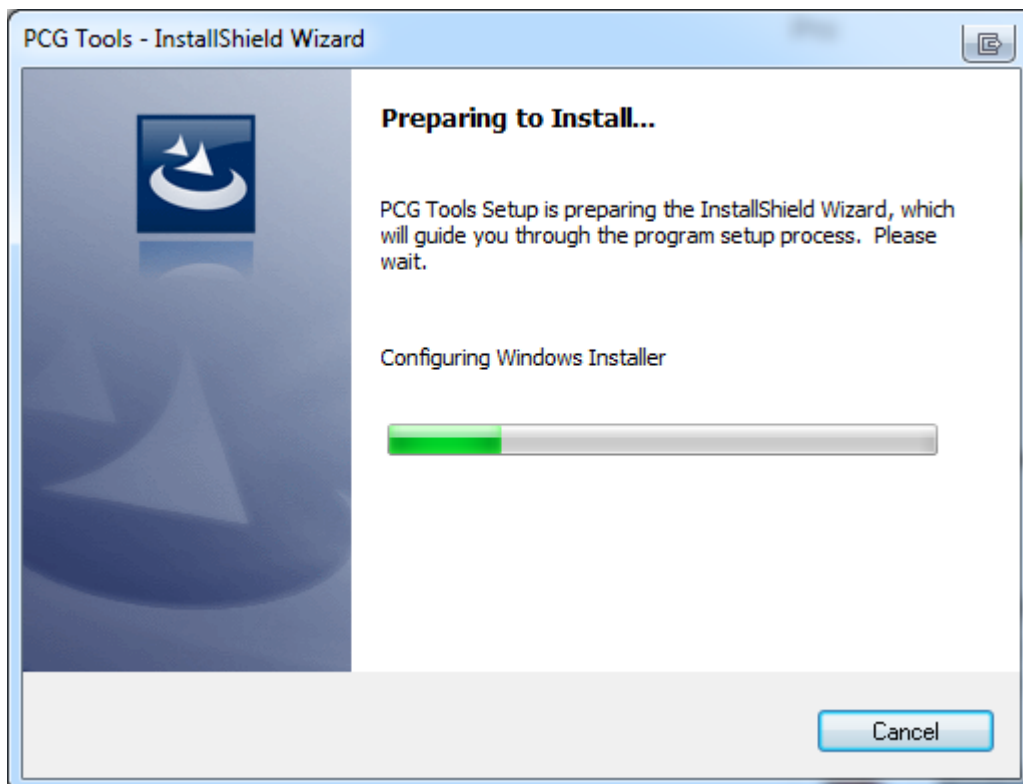 PCG Tools - InstallShield Wizard
Preparing to Install...
PCG Tools Setup is preparing the InstallShield Wizard, which
will guide you through the program setup process.  Please
wait.
Configuring Windows Installer
Cancel